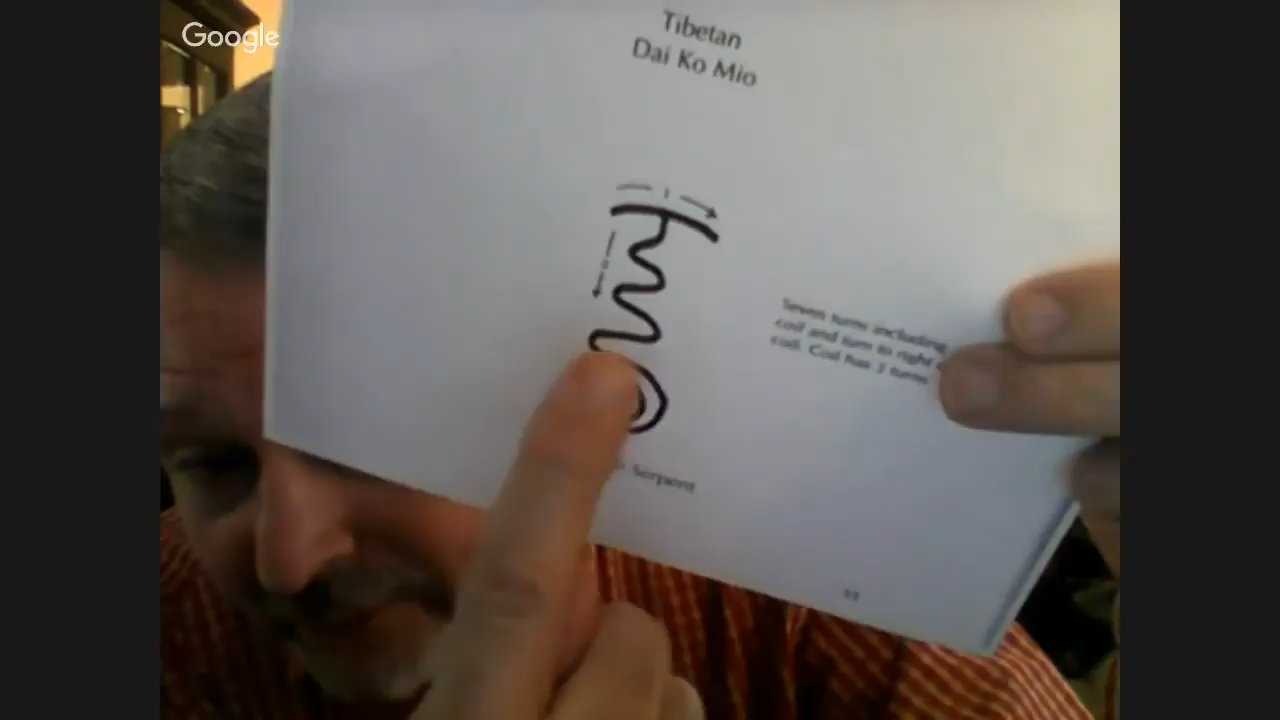 Google
Tibetan
Dai Ko Mio
1
Seven turns including
coil and turn to right
coil. Coil has 3 turns
Serpent